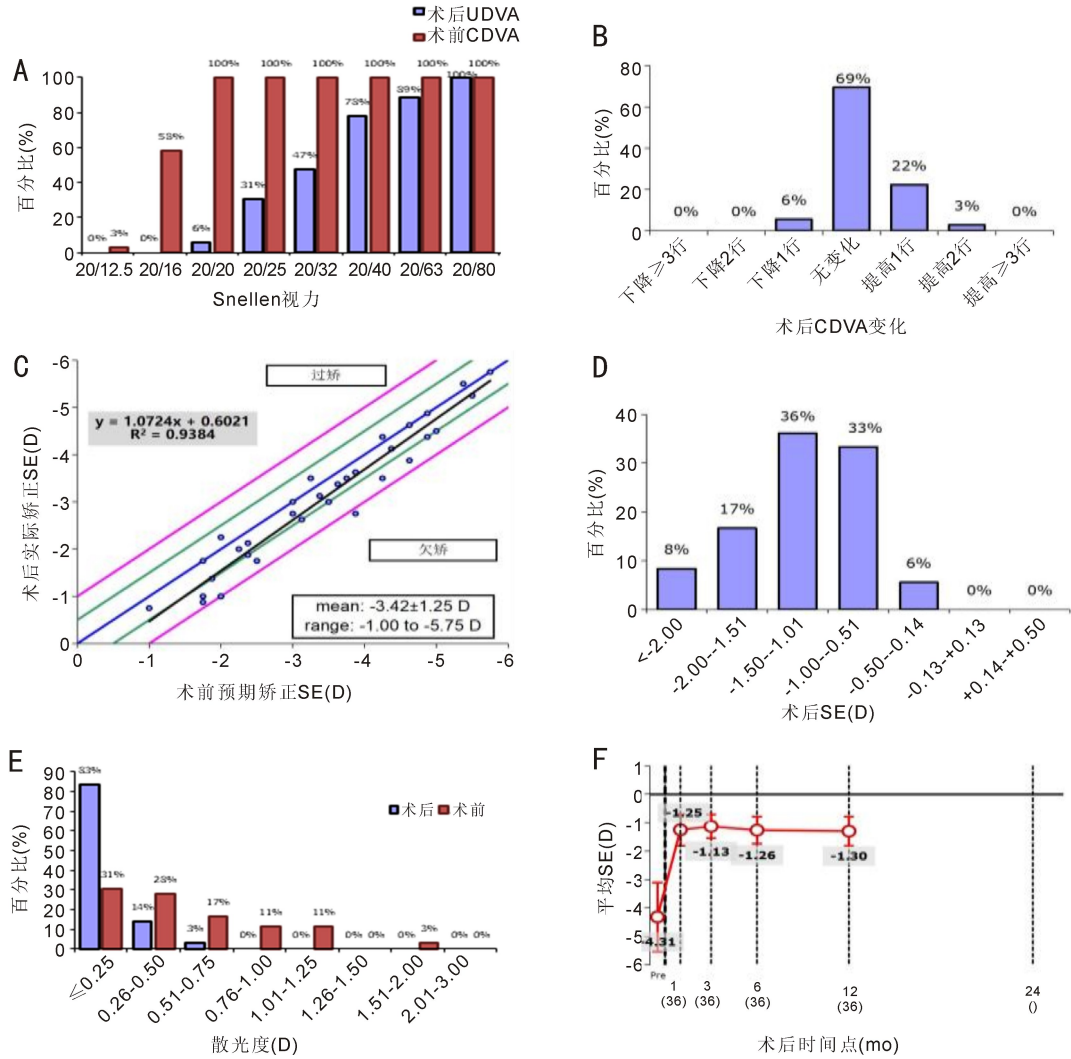 术后UDVA
术前CDVA
A
百分比(%)
100
80
60
40
20
0
0%
3%
0%
58%
6%
100%
31%
100%
47%
100%
78%
100%
89%
100%
100%
100%
20/12.5 20/16 20/20 20/25 20/32 20/40 20/63 20/80
Snellen视力
B
百分比(%)
80
60
40
20
0
0%
0%
6%
69%
22%
3%
0%
下降≥3行
下降2行
下降1行
无变化
提高1行
提高2行
提高≥3行
术后CDVA变化
C
术后实际矫正SE(D)
-6
-5
-4
-3
-2
-1
0
过矫
y = 1.0724x + 0.6021
R² = 0.9384
欠矫
mean: -3.42±1.25 D
range: -1.00 to -5.75 D
0 -1 -2 -3 -4 -5 -6
术前预期矫正SE(D)
D
百分比(%)
40
30
20
10
0
8%
17%
36%
33%
6%
0%
0%
<-2.00
-2.00--1.51
-1.50--1.01
-1.00--0.51
-0.50--0.14
-0.13-+0.13
+0.14-+0.50
术后SE(D)
E
百分比(%)
90
80
70
60
50
40
30
20
10
0
术后
术前
83%
31%
14%
28%
3%
17%
0%
11%
0%
11%
0%
0%
0%
3%
0%
0%
≤0.25
0.26-0.50
0.51-0.75
0.76-1.00
1.01-1.25
1.26-1.50
1.51-2.00
2.01-3.00
散光度(D)
F
平均SE(D)
1
0
-1
-2
-3
-4
-5
-6
-4.31
-1.25
-1.13
-1.26
-1.30
Pre
1 3 6 12 24
(36) (36) (36) (36) ()
术后时间点(mo)